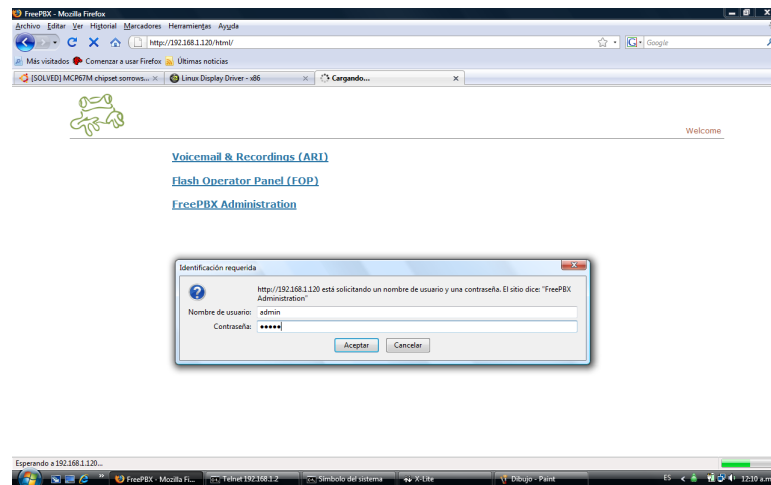 FreePBX - Mozilla Firefox
Archivo Editar Ver Historial Marcadores Herramientas Ayuda
http://192.168.1.120/html/
Google
Más visitados Comenzar a usar Firefox Últimas noticias
[SOLVED] MCP67M chipset sorrows...
Linux Display Driver - x86
Cargando...
Welcome
Voicemail & Recordings (ARI)
Flash Operator Panel (FOP)
FreePBX Administration
Identificación requerida
http://192.168.1.120 está solicitando un nombre de usuario y una contraseña. El sitio dice: "FreePBX
Administration"
Nombre de usuario: admin
Contraseña: •••••
Aceptar Cancelar
Esperando a 192.168.1.120...
FreePBX - Mozilla Fi... Telnet 192.168.1.2 Símbolo del sistema X-Lite Dibujo - Paint ES 12:10 a.m.